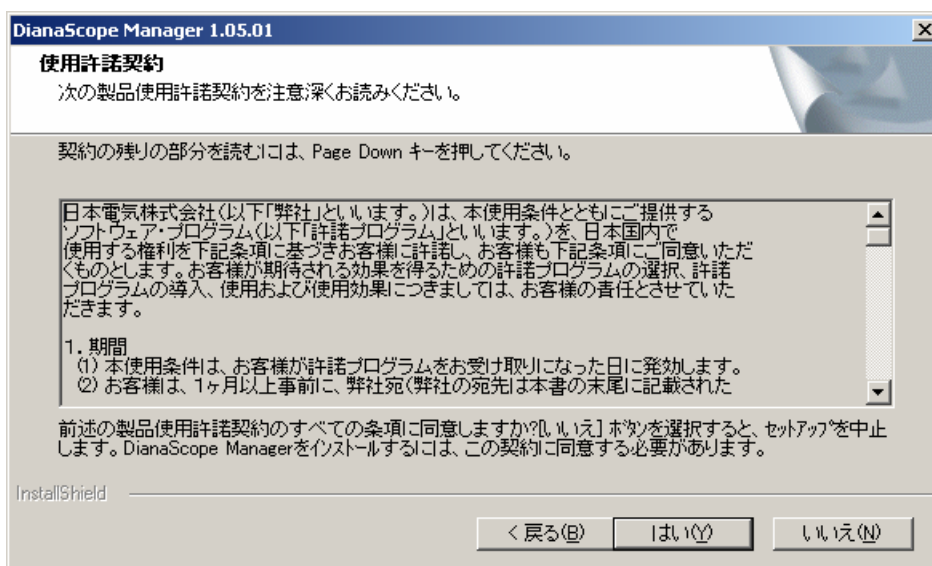 DianaScope Manager 1.05.01
使用許諾契約
次の製品使用許諾契約を注意深くお読みください。
契約の残りの部分を読むには、Page Down キーを押してください。
日本電気株式会社(以下「弊社」といいます。)は、本使用条件とともにご提供する
ソフトウェア・プログラム(以下「許諾プログラム」といいます。)を、日本国内で
使用する権利を下記条項に基づきお客様に許諾し、お客様も下記条項にご同意いただ
くものとします。お客様が期待される効果を得るための許諾プログラムの選択、許諾
プログラムの導入、使用および使用効果につきましては、お客様の責任とさせていた
だきます。
1.期間
(1) 本使用条件は、お客様が許諾プログラムをお受け取りになった日に発効します。
(2) お客様は、1ヶ月以上事前に、弊社宛(弊社の宛先は本書の末尾に記載された
前述の製品使用許諾契約のすべての条項に同意しますか?[いいえ] ボタンを選択すると、セットアップを中止
します。DianaScope Managerをインストールするには、この契約に同意する必要があります。
InstallShield
< 戻る(B)
はい(Y)
いいえ(N)